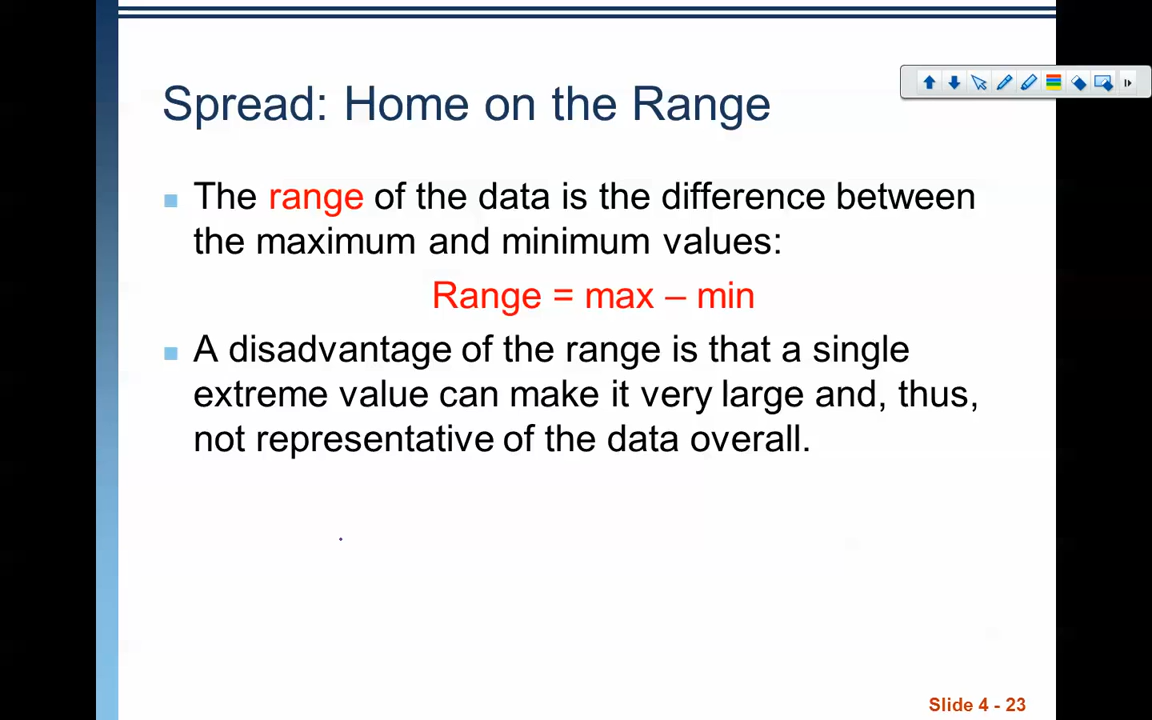 Spread: Home on the Range
The range of the data is the difference between
the maximum and minimum values:
Range = max – min
A disadvantage of the range is that a single
extreme value can make it very large and, thus,
not representative of the data overall.
Slide 4 - 23